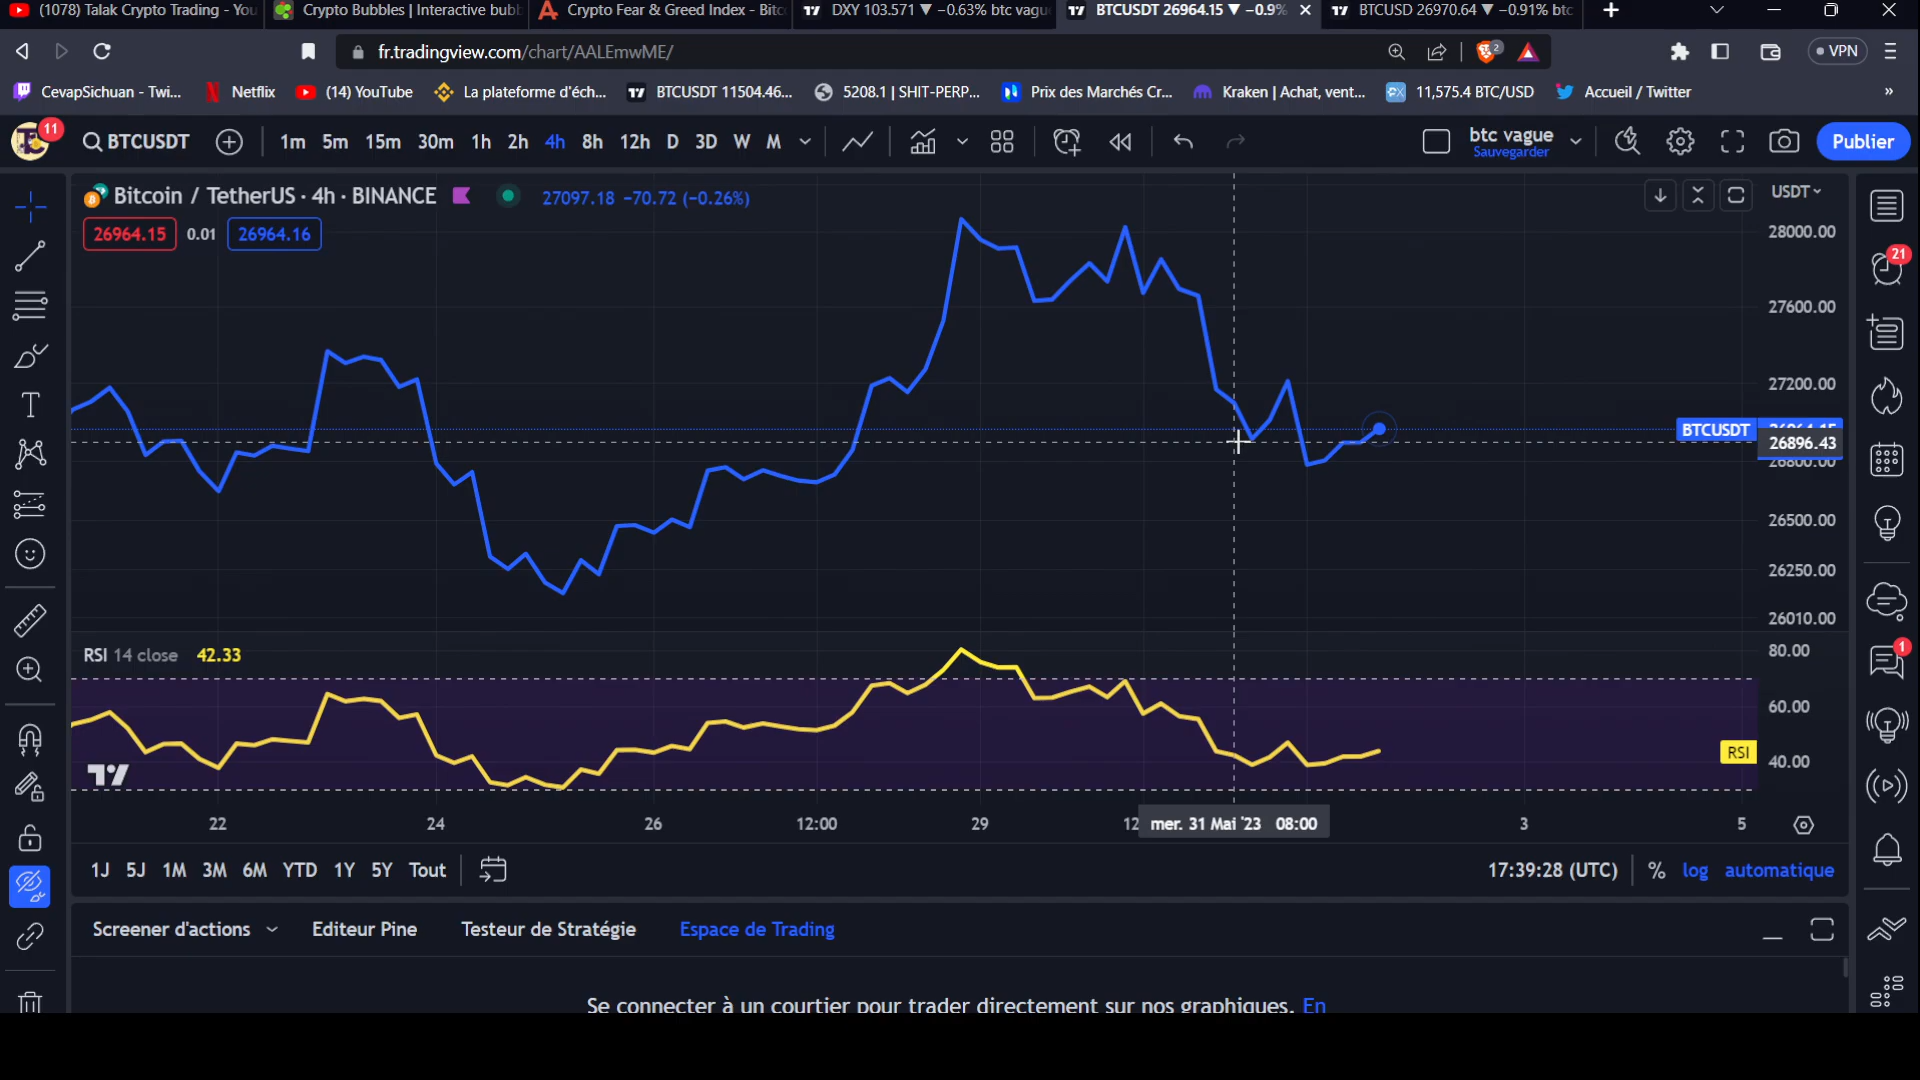 (1078) Talak Crypto Trading - You
Crypto Bubbles | Interactive bubb
Crypto Fear & Greed Index - Bitc
DXY 103.571 ▼ −0.63% btc vagu
BTCUSDT 26964.15 ▼ −0.9%
BTCUSD 26970.64 ▼ −0.91% btc
fr.tradingview.com/chart/AALEmwME/
2
VPN
CevapSichuan - Twi...
Netflix
(14) YouTube
La plateforme d'éch...
BTCUSDT 11504.46...
5208.1 | SHIT-PERP...
Prix des Marchés Cr...
Kraken | Achat, vent...
11,575.4 BTC/USD
Accueil / Twitter
»
11
BTCUSDT
1m 5m 15m 30m 1h 2h 4h 8h 12h D 3D W M
btc vague
Sauvegarder
Publier
Bitcoin / TetherUS · 4h · BINANCE
27097.18 −70.72 (−0.26%)
USDT
26964.15
0.01
26964.16
28000.00
21
27600.00
27200.00
BTCUSDT
26896.43
26800.00
26500.00
26250.00
26010.00
RSI 14 close 42.33
80.00
1
60.00
RSI
40.00
22
24
26
12:00
29
12
mer. 31 Mai '23 08:00
3
5
1J 5J 1M 3M 6M YTD 1Y 5Y Tout
17:39:28 (UTC)
%
log
automatique
Screener d'actions
Editeur Pine
Testeur de Stratégie
Espace de Trading
Se connecter à un courtier pour trader directement sur nos graphiques. En